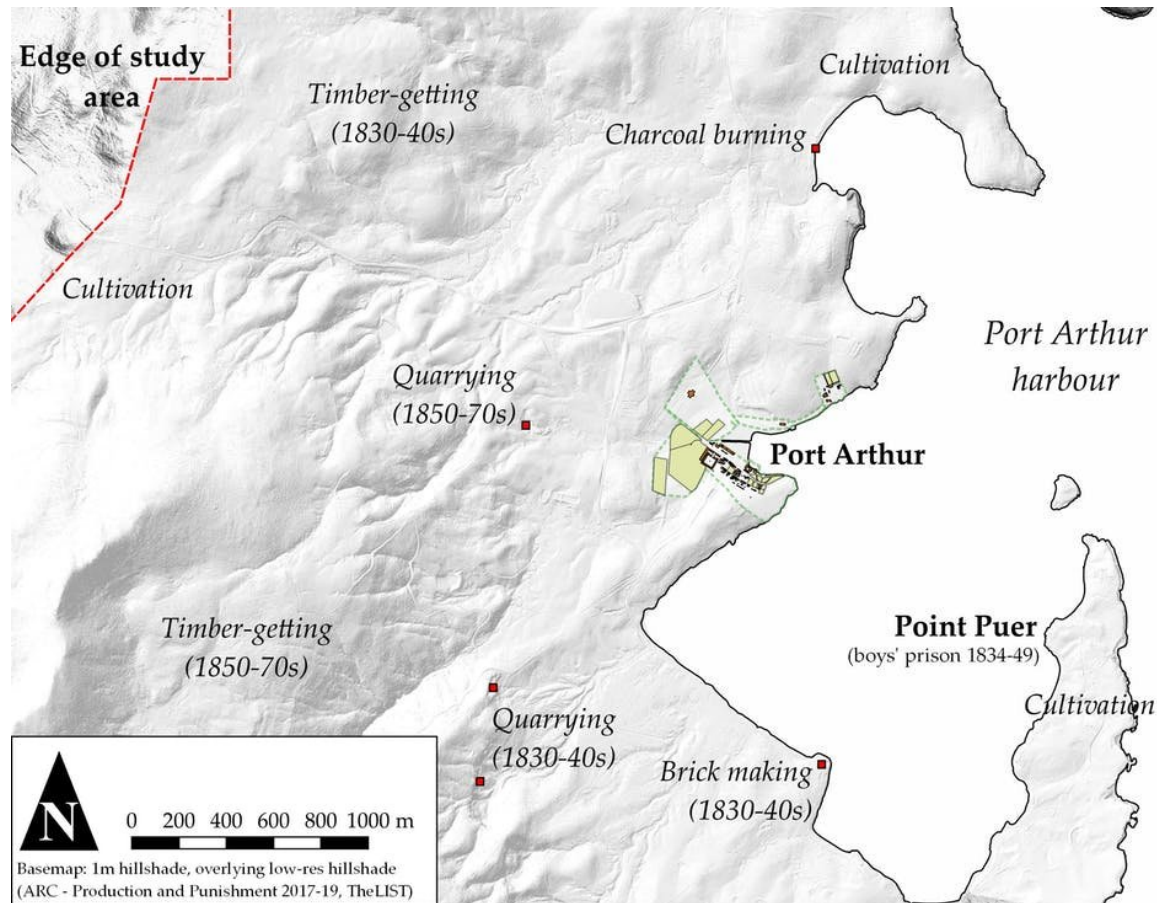 Edge of study
area
Timber-getting
(1830-40s)
Cultivation
Charcoal burning
Cultivation
Port Arthur
harbour
Quarrying
(1850-70s)
Port Arthur
Timber-getting
(1850-70s)
Point Puer
(boys' prison 1834-49)
Cultivation
Quarrying
(1830-40s)
Brick making
(1830-40s)
N
0 200 400 600 800 1000 m
Basemap: 1m hillshade, overlying low-res hillshade
(ARC - Production and Punishment 2017-19, TheLIST)